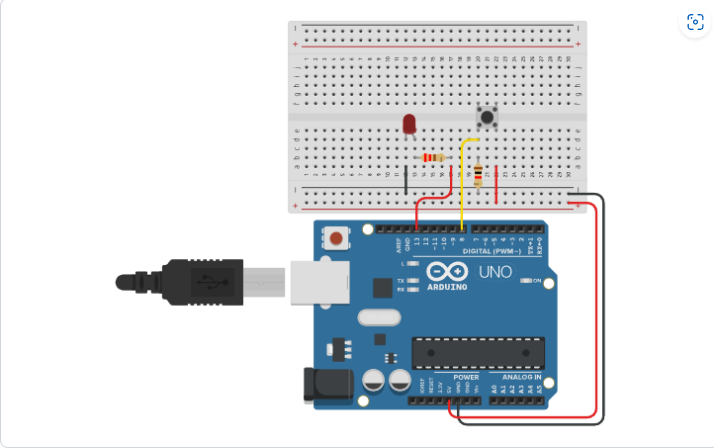 j
i
h
g
f
e
d
c
b
a
AREF
GND
13
12
~11
~10
~9
8
7
~6
~5
4
~3
2
TX→1
RX←0
DIGITAL (PWM~)
L
TX
RX
UNO
ARDUINO
ON
POWER
ANALOG IN
IOREF
RESET
3.3V
5V
GND
GND
Vin
A0
A1
A2
A3
A4
A5